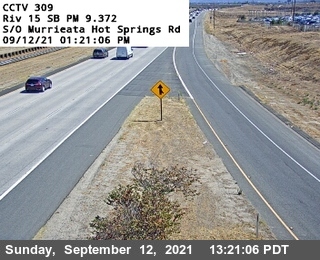 CCTV 309
Riv 15 SB PM 9.372
S/O Murrieata Hot Springs Rd
09/12/21 01:21:06 PM
Sunday, September 12, 2021 13:21:06 PDT